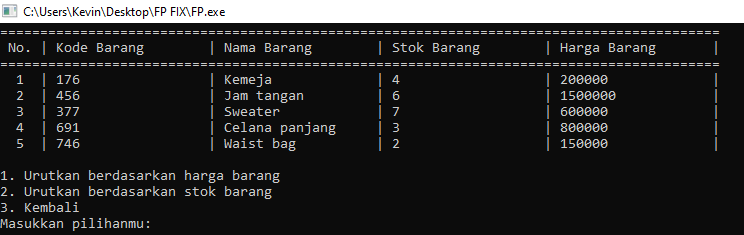 C:\Users\Kevin\Desktop\FP FIX\FP.exe
==========================================================================================
No. | Kode Barang | Nama Barang | Stok Barang | Harga Barang |
==========================================================================================
1 | 176 | Kemeja | 4 | 200000 |
2 | 456 | Jam tangan | 6 | 1500000 |
3 | 377 | Sweater | 7 | 600000 |
4 | 691 | Celana panjang | 3 | 800000 |
5 | 746 | Waist bag | 2 | 150000 |
1. Urutkan berdasarkan harga barang
2. Urutkan berdasarkan stok barang
3. Kembali
Masukkan pilihanmu: